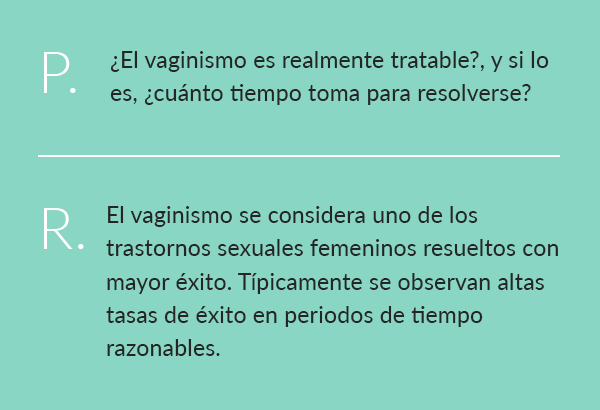 P.
¿El vaginismo es realmente tratable?, y si lo
es, ¿cuánto tiempo toma para resolverse?
R.
El vaginismo se considera uno de los
trastornos sexuales femeninos resueltos con
mayor éxito. Típicamente se observan altas
tasas de éxito en periodos de tiempo
razonables.